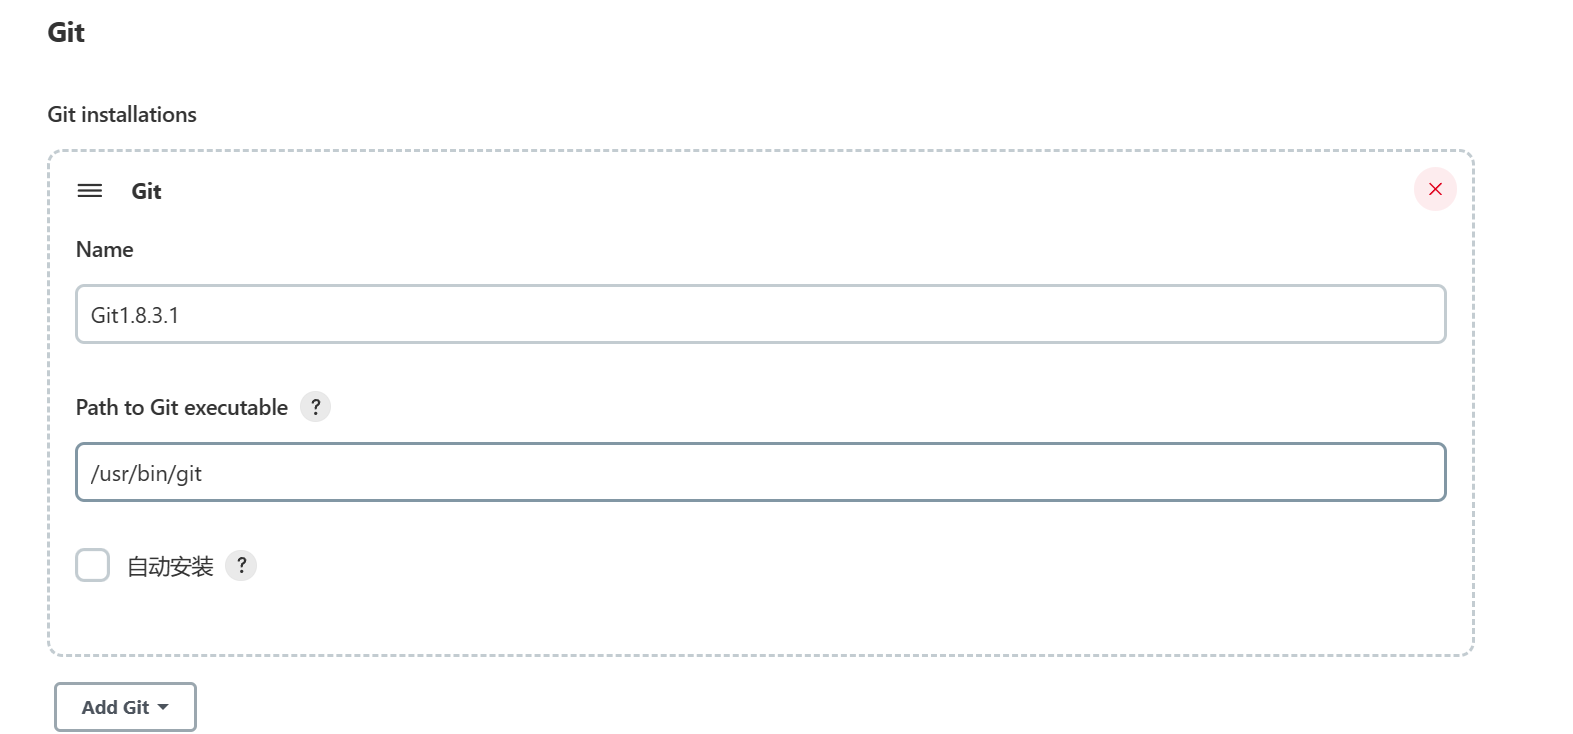 Git
Git installations
Git
Name
Git1.8.3.1
Path to Git executable ?
/usr/bin/git
自动安装 ?
Add Git